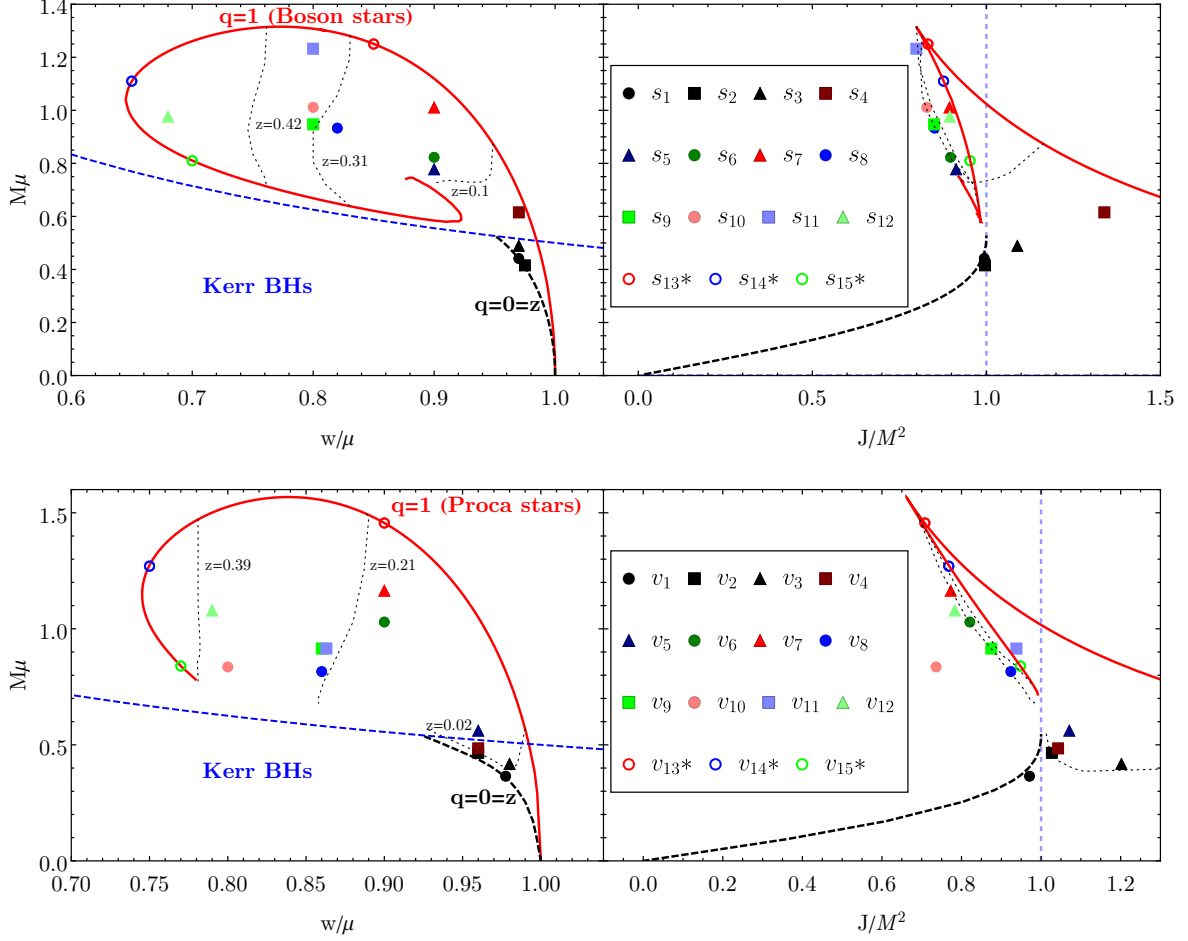 q=1 (Boson stars)
z=0.42
z=0.31
z=0.1
Kerr BHs
q=0=z
Mμ
0.0
0.2
0.4
0.6
0.8
1.0
1.2
1.4
0.6 0.7 0.8 0.9 1.0
w/μ
s₁ s₂ s₃ s₄
s₅ s₆ s₇ s₈
s₉ s₁₀ s₁₁ s₁₂
s₁₃* s₁₄* s₁₅*
0.0 0.5 1.0 1.5
J/M²
q=1 (Proca stars)
z=0.39
z=0.21
z=0.02
Kerr BHs
q=0=z
Mμ
0.0
0.5
1.0
1.5
0.70 0.75 0.80 0.85 0.90 0.95 1.00
w/μ
v₁ v₂ v₃ v₄
v₅ v₆ v₇ v₈
v₉ v₁₀ v₁₁ v₁₂
v₁₃* v₁₄* v₁₅*
0.0 0.2 0.4 0.6 0.8 1.0 1.2
J/M²